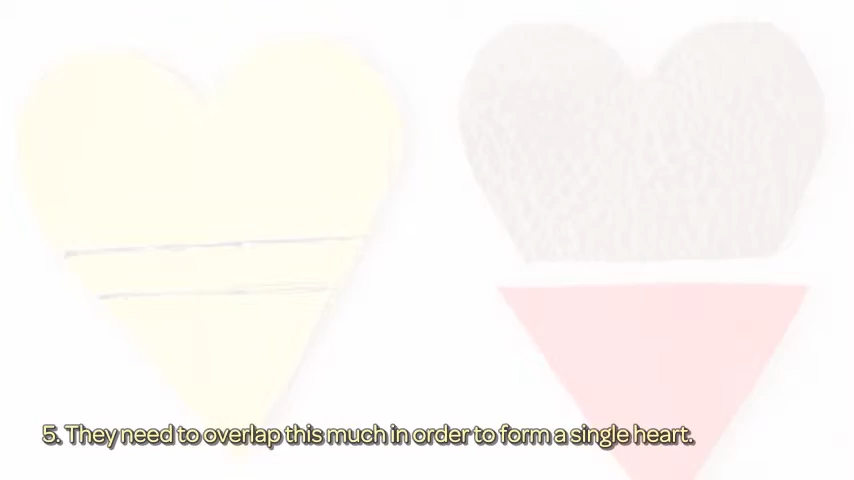 5. They need to overlap this much in order to form a single heart.